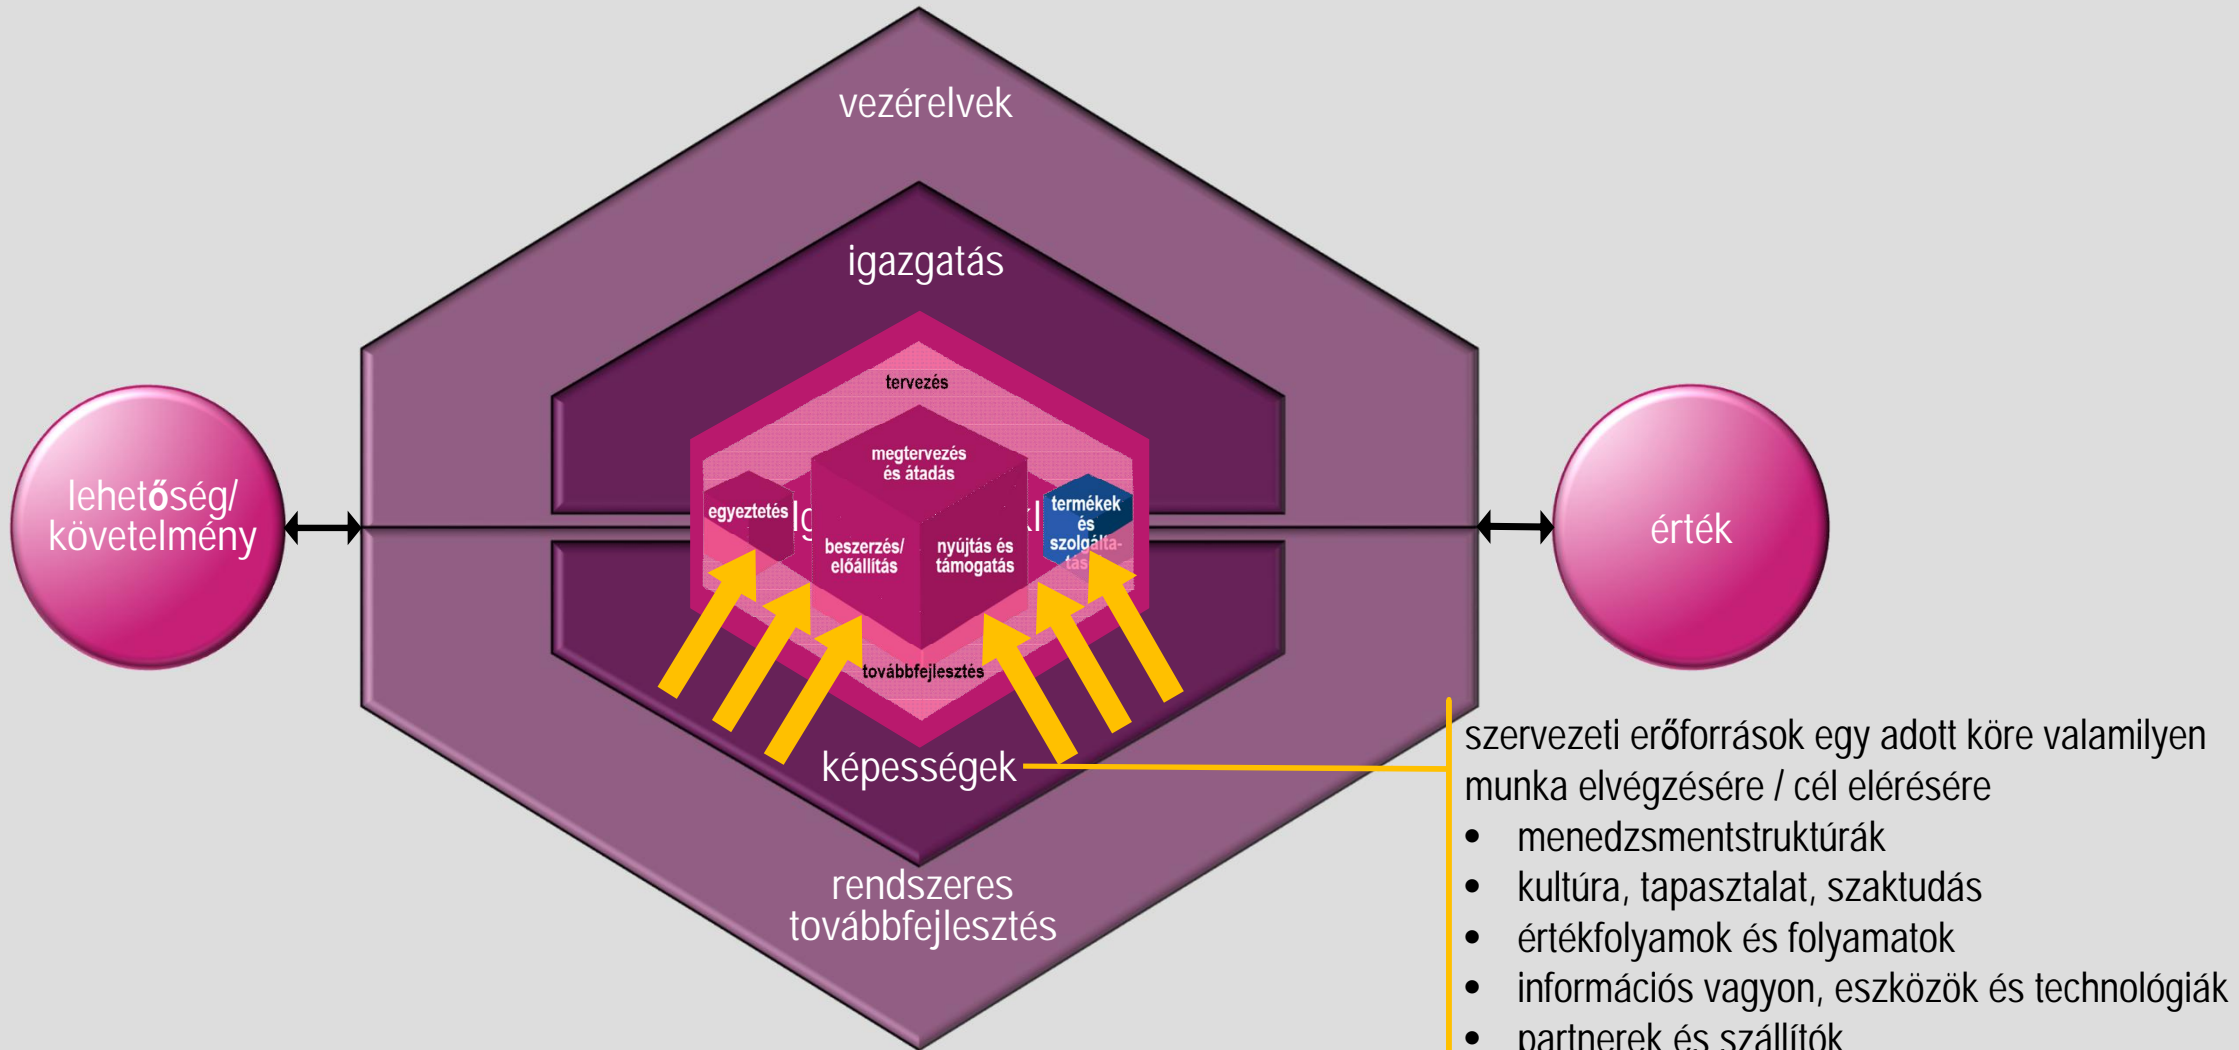 vezérelvek
igazgatás
tervezés
megtervezés
és átadás
lehetőség/
követelmény
egyeztetés
beszerzés/
előállítás
nyújtás és
támogatás
termékek
és
szolgálta-
tás
érték
továbbfejlesztés
képességek
rendszeres
továbbfejlesztés
szervezeti erőforrások egy adott köre valamilyen
munka elvégzésére / cél elérésére
• menedzsmentstruktúrák
• kultúra, tapasztalat, szaktudás
• értékfolyamok és folyamatok
• információs vagyon, eszközök és technológiák
• partnerek és szállítók